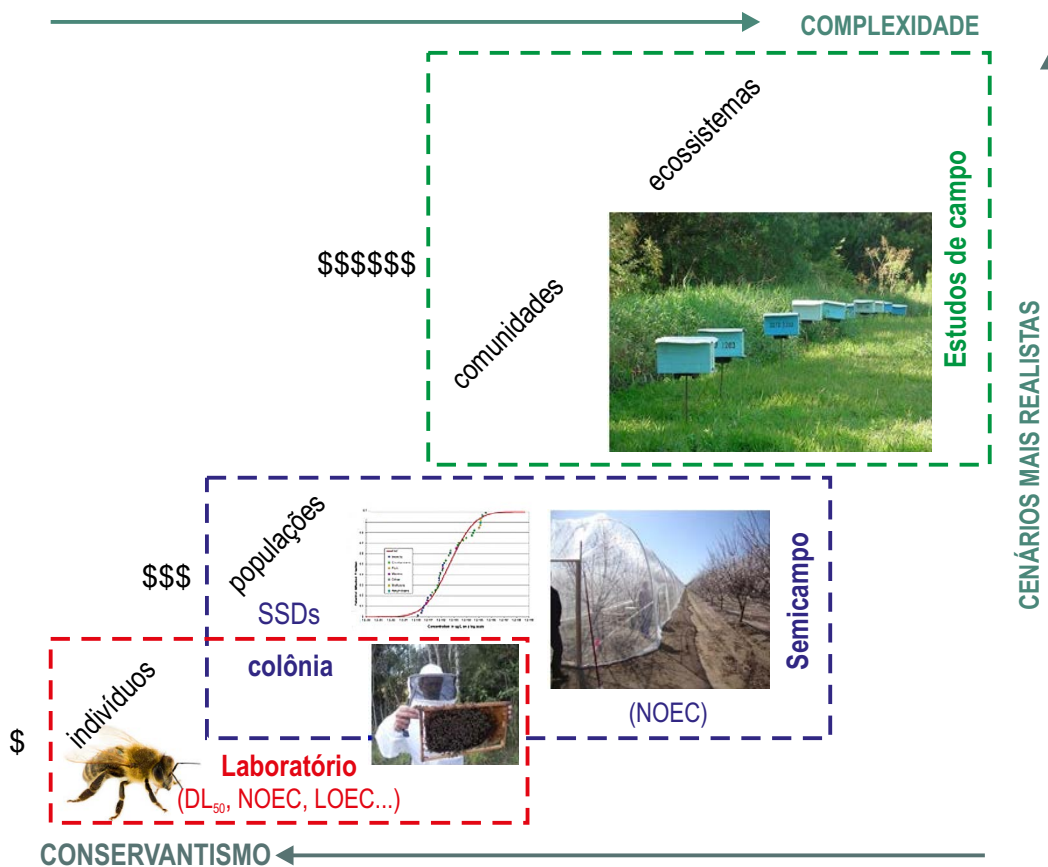 COMPLEXIDADE
ecossistemas
Estudos de campo
$$$$$$
comunidades
CENÁRIOS MAIS REALISTAS
populações
$$$
SSDs
Semicampo
colônia
(NOEC)
indivíduos
$
Laboratório
(DL50, NOEC, LOEC...)
CONSERVANTISMO